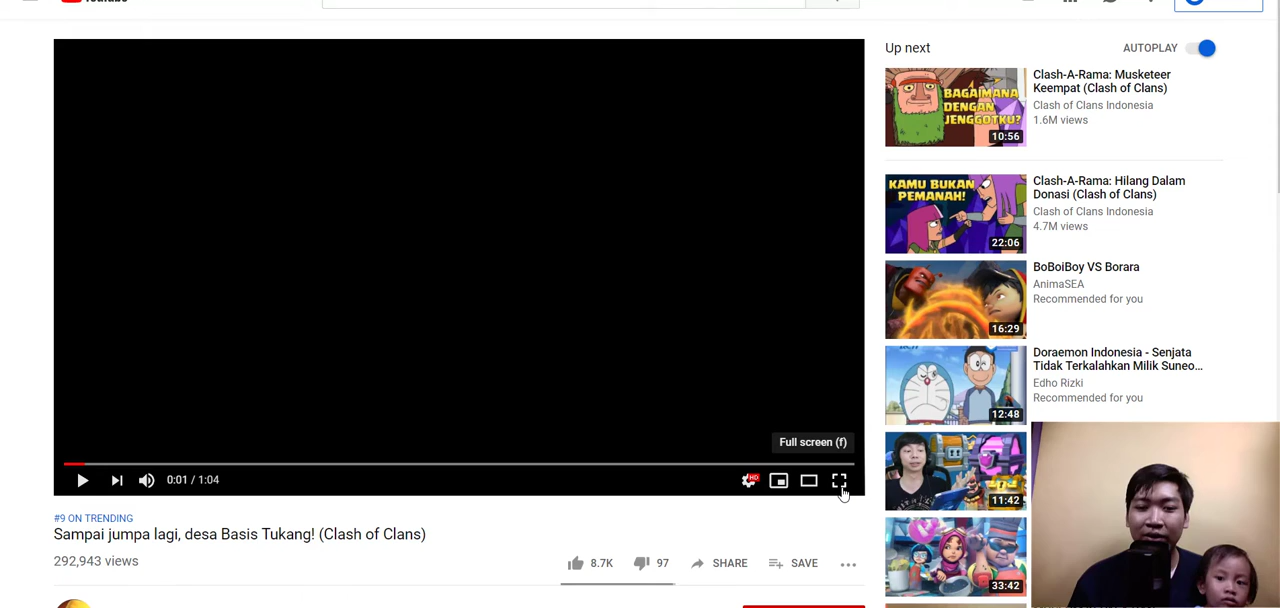 Up next
AUTOPLAY
BAGAIMANA
DENGAN
JENGGOTKU?
10:56
Clash-A-Rama: Musketeer
Keempat (Clash of Clans)
Clash of Clans Indonesia
1.6M views
KAMU BUKAN
PEMANAH!
22:06
Clash-A-Rama: Hilang Dalam
Donasi (Clash of Clans)
Clash of Clans Indonesia
4.7M views
16:29
BoBoiBoy VS Borara
AnimaSEA
Recommended for you
12:48
Doraemon Indonesia - Senjata
Tidak Terkalahkan Milik Suneo...
Edho Rizki
Recommended for you
11:42
33:42
Full screen (f)
0:01 / 1:04
HD
#9 ON TRENDING
Sampai jumpa lagi, desa Basis Tukang! (Clash of Clans)
292,943 views
8.7K
97
SHARE
SAVE